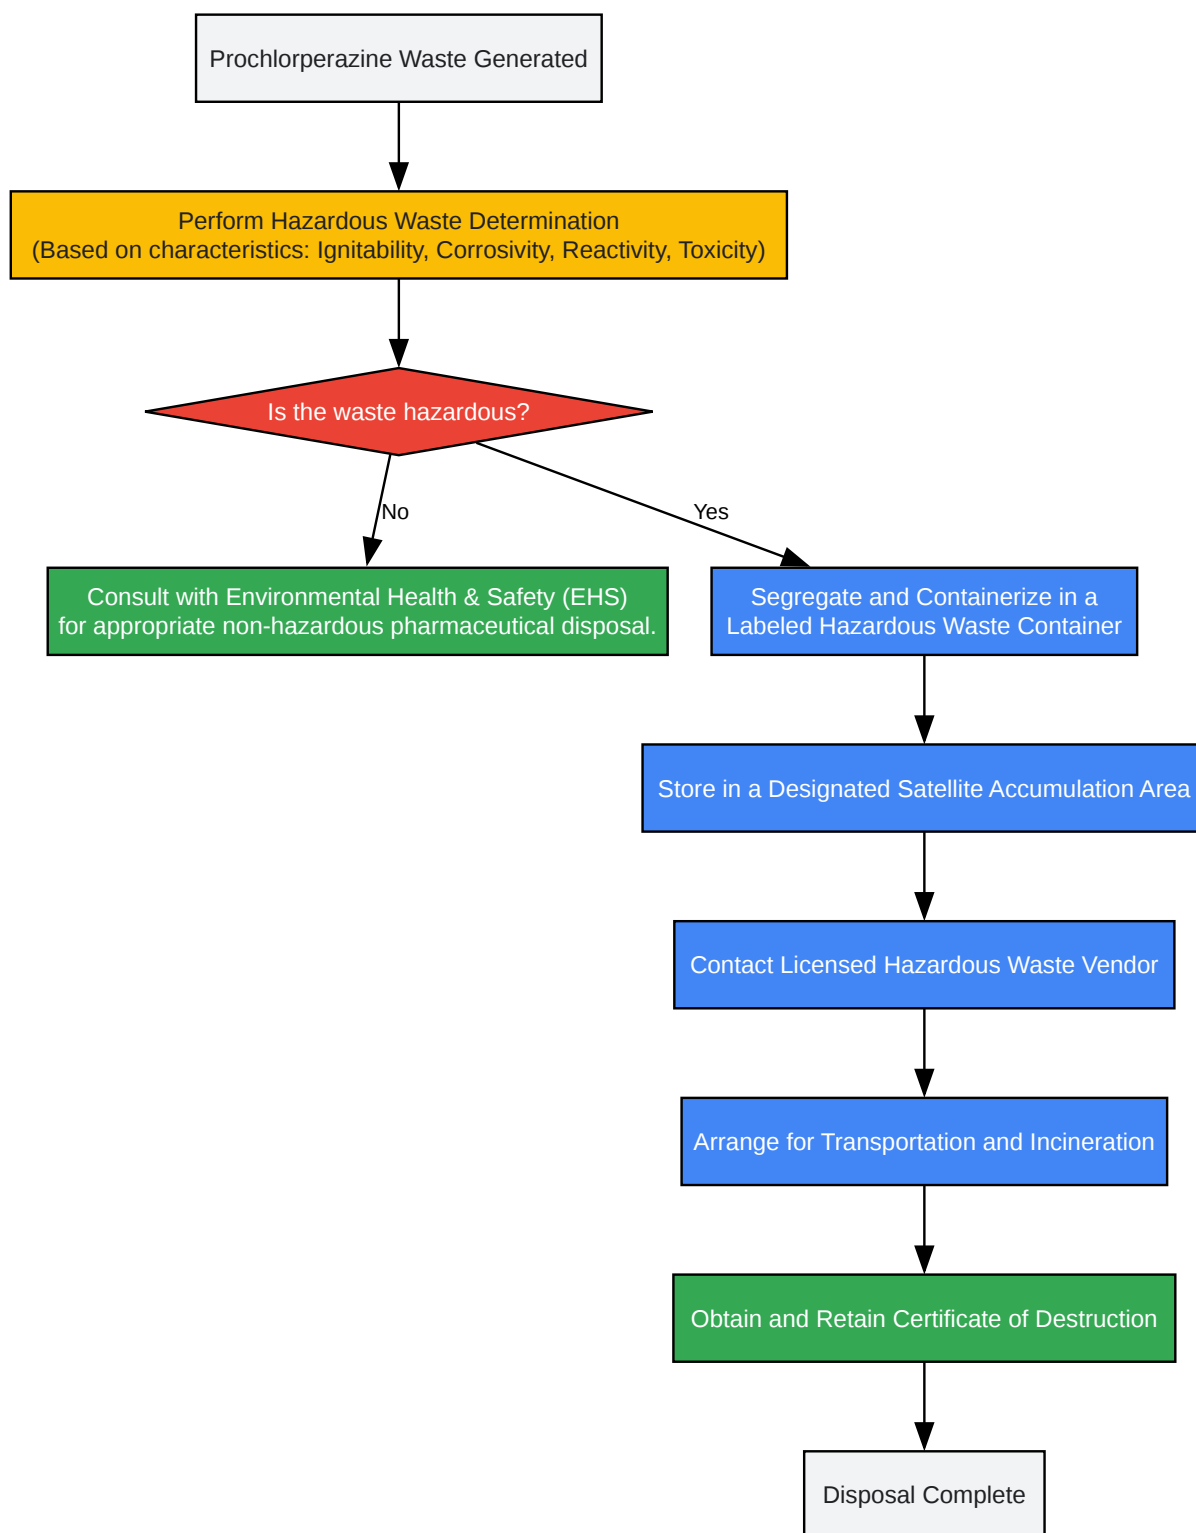 Prochlorperazine Waste Generated
Perform Hazardous Waste Determination
(Based on characteristics: Ignitability, Corrosivity, Reactivity, Toxicity)
Is the waste hazardous?
No
Yes
Consult with Environmental Health & Safety (EHS)
for appropriate non-hazardous pharmaceutical disposal.
Segregate and Containerize in a
Labeled Hazardous Waste Container
Store in a Designated Satellite Accumulation Area
Contact Licensed Hazardous Waste Vendor
Arrange for Transportation and Incineration
Obtain and Retain Certificate of Destruction
Disposal Complete